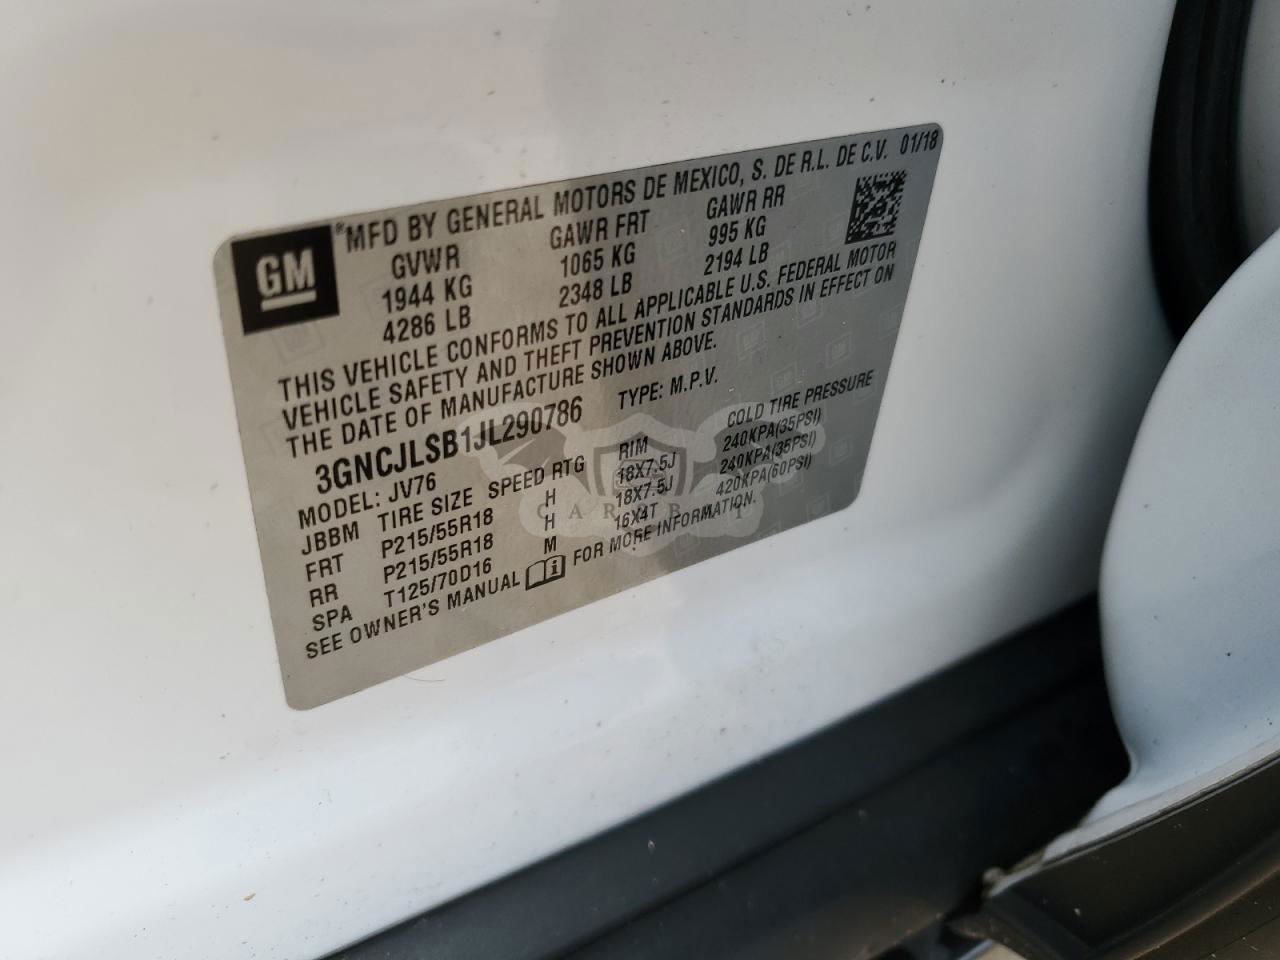 *MFD BY GENERAL MOTORS DE MEXICO, S. DE R.L. DE C.V. 01/18
GM
GVWR GAWR FRT GAWR RR
1944 KG 1065 KG 995 KG
4286 LB 2348 LB 2194 LB
THIS VEHICLE CONFORMS TO ALL APPLICABLE U.S. FEDERAL MOTOR
VEHICLE SAFETY AND THEFT PREVENTION STANDARDS IN EFFECT ON
THE DATE OF MANUFACTURE SHOWN ABOVE.
3GNCJLSB1JL290786 TYPE: M.P.V.
MODEL: JV76
JBBM TIRE SIZE SPEED RTG RIM COLD TIRE PRESSURE
FRT P215/55R18 H 18X7.5J 240KPA(35PSI)
RR P215/55R18 H 18X7.5J 240KPA(35PSI)
SPA T125/70D16 M 16X4T 420KPA(60PSI)
SEE OWNER'S MANUAL FOR MORE INFORMATION.